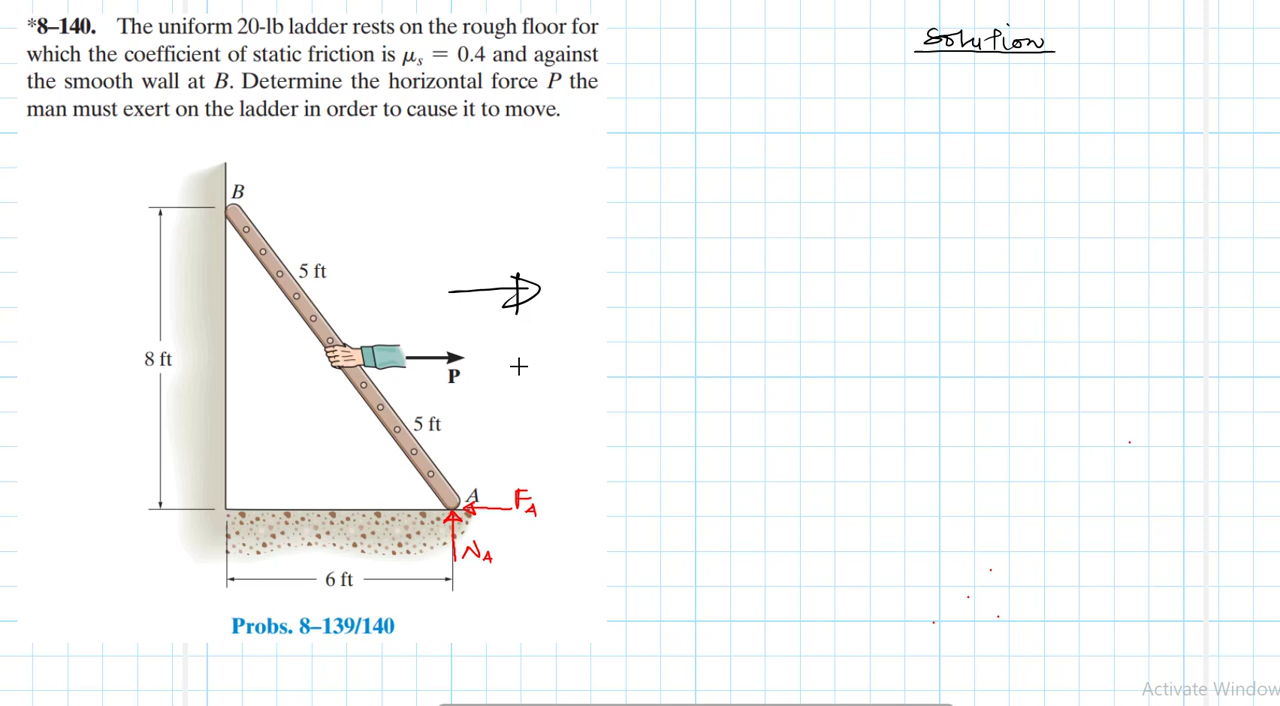 *8–140. The uniform 20-lb ladder rests on the rough floor for
which the coefficient of static friction is μs = 0.4 and against
the smooth wall at B. Determine the horizontal force P the
man must exert on the ladder in order to cause it to move.
Solution
B
5 ft
8 ft
P
+
5 ft
A
FA
NA
6 ft
Probs. 8–139/140
Activate Window